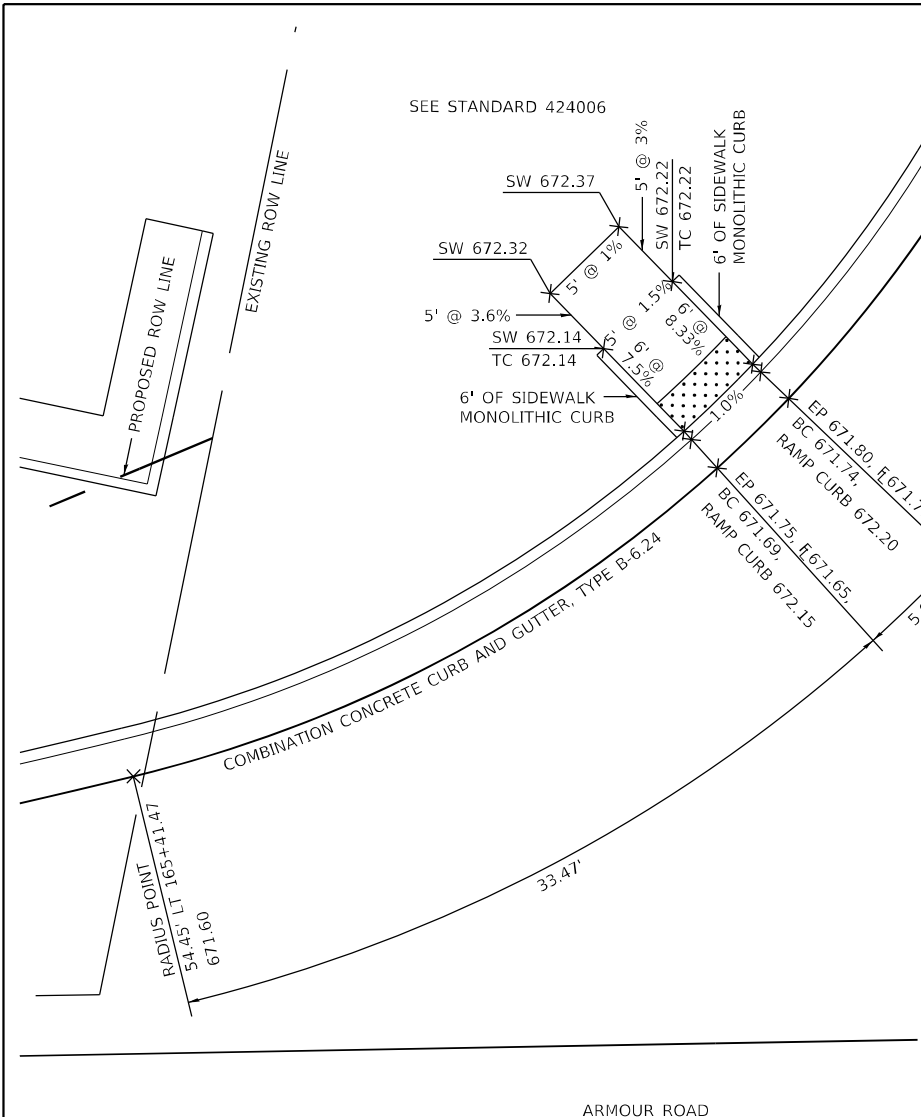 SEE STANDARD 424006
EXISTING ROW LINE
PROPOSED ROW LINE
SW 672.37
5' @ 3%
SW 672.22
TC 672.22
6' OF SIDEWALK
MONOLITHIC CURB
SW 672.32
5' @ 1%
5' @ 3.6%
5' @ 1.5%
6' @
8.33%
SW 672.14
TC 672.14
6' @
7.5%
6' OF SIDEWALK
MONOLITHIC CURB
1.0%
EP 671.80, FL 671.7
BC 671.74,
RAMP CURB 672.20
EP 671.75, FL 671.65,
BC 671.69,
RAMP CURB 672.15
COMBINATION CONCRETE CURB AND GUTTER, TYPE B-6.24
33.47'
RADIUS POINT
54.45' LT 165+41.47
671.60
ARMOUR ROAD